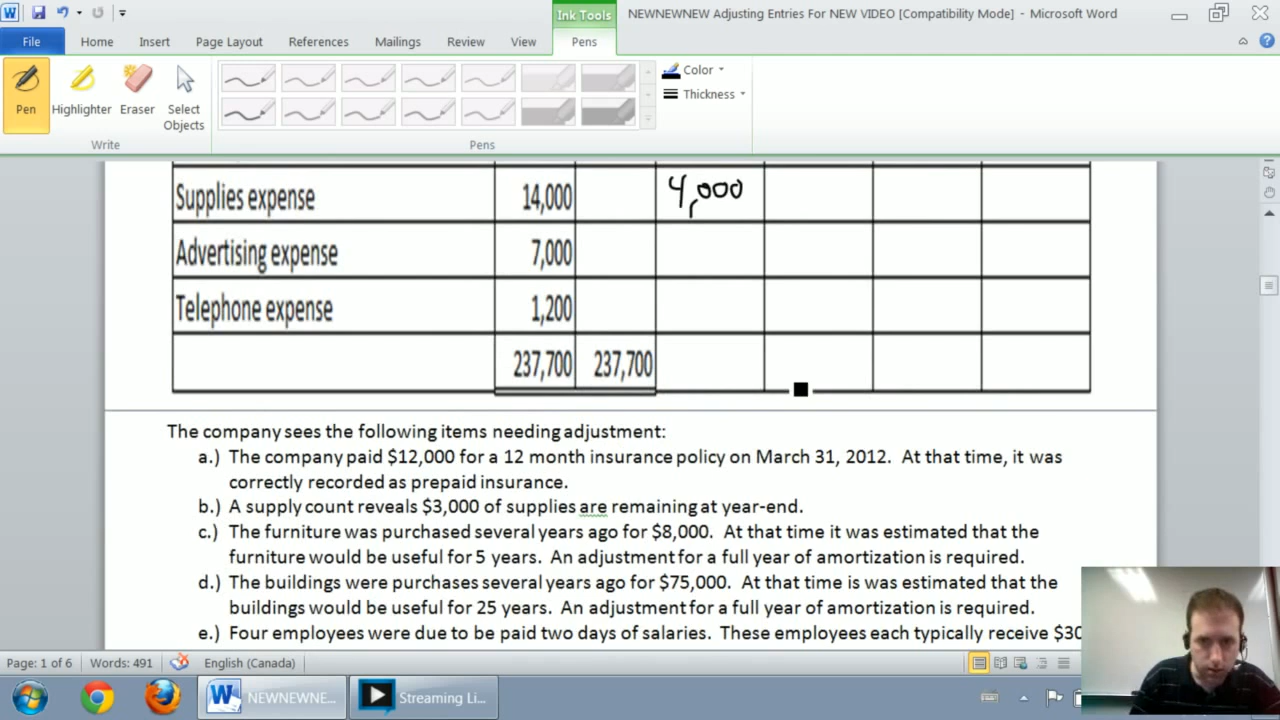 Ink Tools
NEWNEWNEW Adjusting Entries For NEW VIDEO [Compatibility Mode] - Microsoft Word
File Home Insert Page Layout References Mailings Review View Pens
Pen Highlighter Eraser Select Objects
Color
Thickness
Write Pens
Supplies expense 14,000 4,000
Advertising expense 7,000
Telephone expense 1,200
237,700 237,700
The company sees the following items needing adjustment:
a.) The company paid $12,000 for a 12 month insurance policy on March 31, 2012. At that time, it was
correctly recorded as prepaid insurance.
b.) A supply count reveals $3,000 of supplies are remaining at year-end.
c.) The furniture was purchased several years ago for $8,000. At that time it was estimated that the
furniture would be useful for 5 years. An adjustment for a full year of amortization is required.
d.) The buildings were purchases several years ago for $75,000. At that time is was estimated that the
buildings would be useful for 25 years. An adjustment for a full year of amortization is required.
e.) Four employees were due to be paid two days of salaries. These employees each typically receive $30
Page: 1 of 6 Words: 491 English (Canada)
NEWNEWNE... Streaming Li...